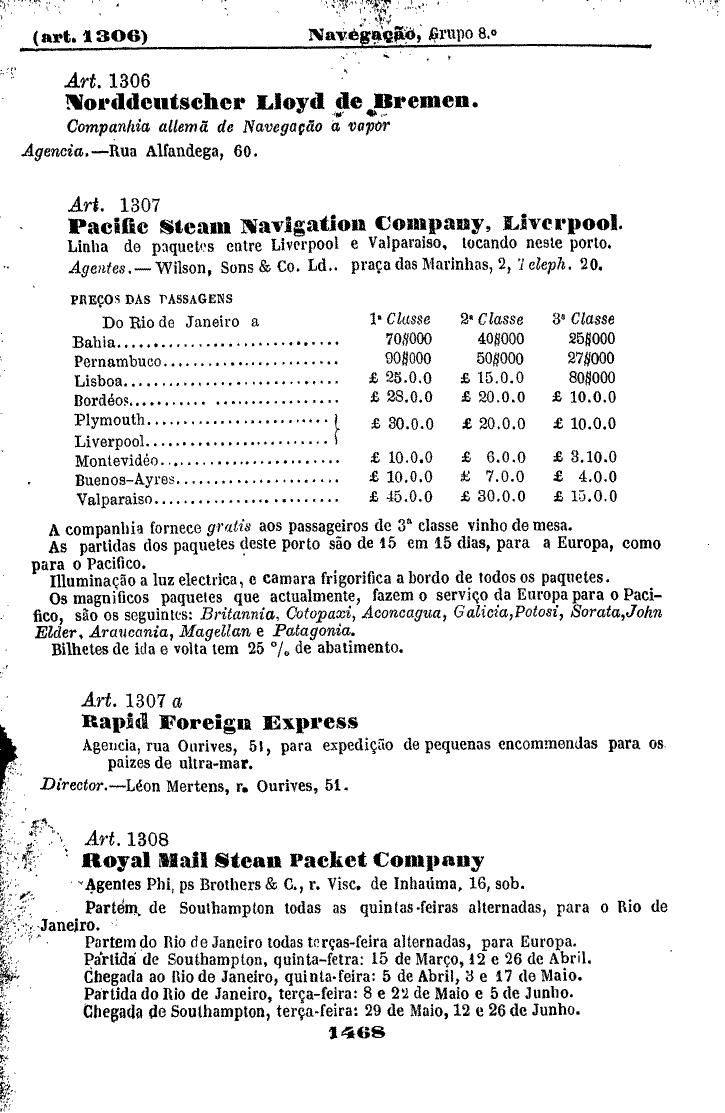 (art. 1306) Navegação, Grupo 8.º
Art. 1306
Norddeutscher Lloyd de Bremen.
Companhia allemã de Navegação a vapor
Agencia.—Rua Alfandega, 60.
Art. 1307
Pacific Steam Navigation Company, Liverpool.
Linha de paquetes entre Liverpool e Valparaiso, tocando neste porto.
Agentes.—Wilson, Sons & Co. Ld.. praça das Marinhas, 2, Teleph. 20.
PREÇOS DAS PASSAGENS
Do Rio de Janeiro a 1ª Classe 2ª Classe 3ª Classe
Bahia.............................. 70$000 40$000 25$000
Pernambuco........................ 90$000 50$000 27$000
Lisboa............................. £ 25.0.0 £ 15.0.0 80$000
Bordéos.......... ................. £ 28.0.0 £ 20.0.0 £ 10.0.0
Plymouth......................... } £ 30.0.0 £ 20.0.0 £ 10.0.0
Liverpool......................... }
Montevidéo........................ £ 10.0.0 £ 6.0.0 £ 3.10.0
Buenos-Ayres..................... £ 10.0.0 £ 7.0.0 £ 4.0.0
Valparaiso......................... £ 45.0.0 £ 30.0.0 £ 15.0.0
A companhia fornece gratis aos passageiros de 3ª classe vinho de mesa.
As partidas dos paquetes deste porto são de 15 em 15 dias, para a Europa, como
para o Pacifico.
Illuminação a luz electrica, e camara frigorifica a bordo de todos os paquetes.
Os magnificos paquetes que actualmente, fazem o serviço da Europa para o Paci-
fico, são os seguintes: Britannia, Cotopaxi, Aconcagua, Galicia, Potosi, Sorata, John
Elder, Araucania, Magellan e Patagonia.
Bilhetes de ida e volta tem 25 º/o de abatimento.
Art. 1307 a
Rapid Foreign Express
Agencia, rua Ourives, 51, para expedição de pequenas encommendas para os
paizes de ultra-mar.
Director.—Léon Mertens, r. Ourives, 51.
Art. 1308
Royal Mail Stean Packet Company
Agentes Brothers & C., r. Visc. de Inhaúma, 16, sob.
Partém, de Southampton todas as quintas-feiras alternadas, para o Rio de
Janeiro.
Partem do Rio de Janeiro todas terças-feira alternadas, para Europa.
Partida de Southampton, quinta-fetra: 15 de Março, 12 e 26 de Abril.
Chegada ao Rio de Janeiro, quinta-feira: 5 de Abril, 3 e 17 de Maio.
Partida do Rio de Janeiro, terça-feira: 8 e 22 de Maio e 5 de Junho.
Chegada de Southampton, terça-feira: 29 de Maio, 12 e 26 de Junho.
1468